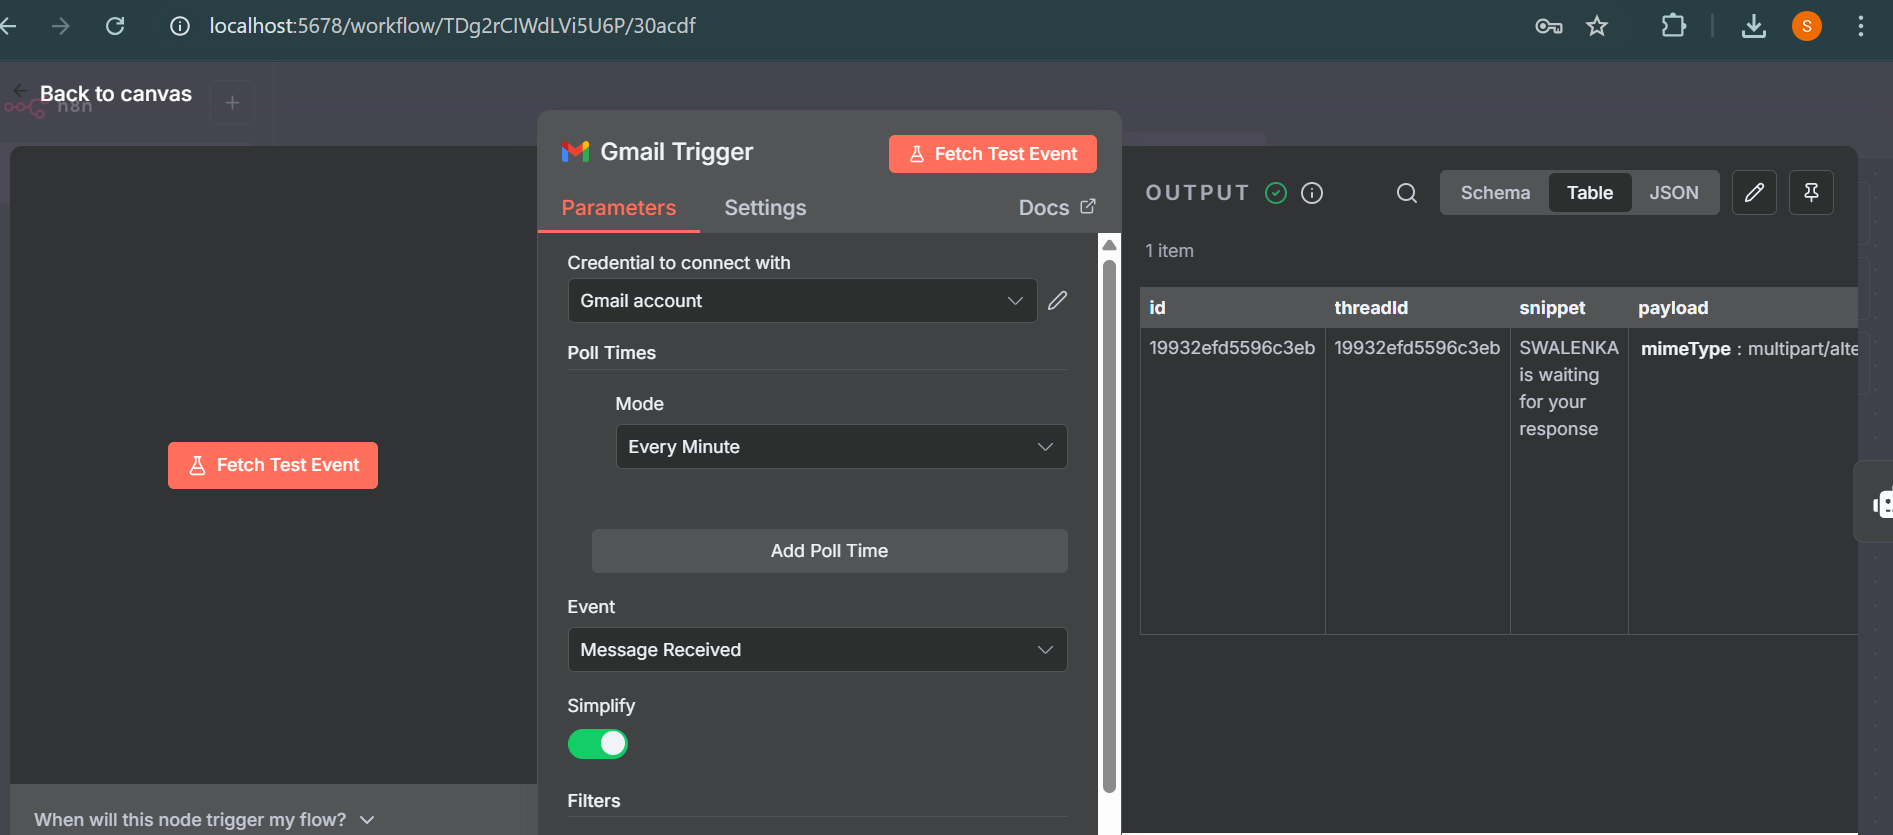 localhost:5678/workflow/TDg2rCIWdLVi5U6P/30acdf
S
Back to canvas
n8n
Gmail Trigger
Fetch Test Event
Parameters
Settings
Docs
Credential to connect with
Gmail account
Poll Times
Mode
Every Minute
Add Poll Time
Event
Message Received
Simplify
Filters
Fetch Test Event
When will this node trigger my flow?
OUTPUT
Schema
Table
JSON
1 item
id threadId snippet payload
19932efd5596c3eb 19932efd5596c3eb SWALENKA mimeType : multipart/alte
is waiting
for your
response